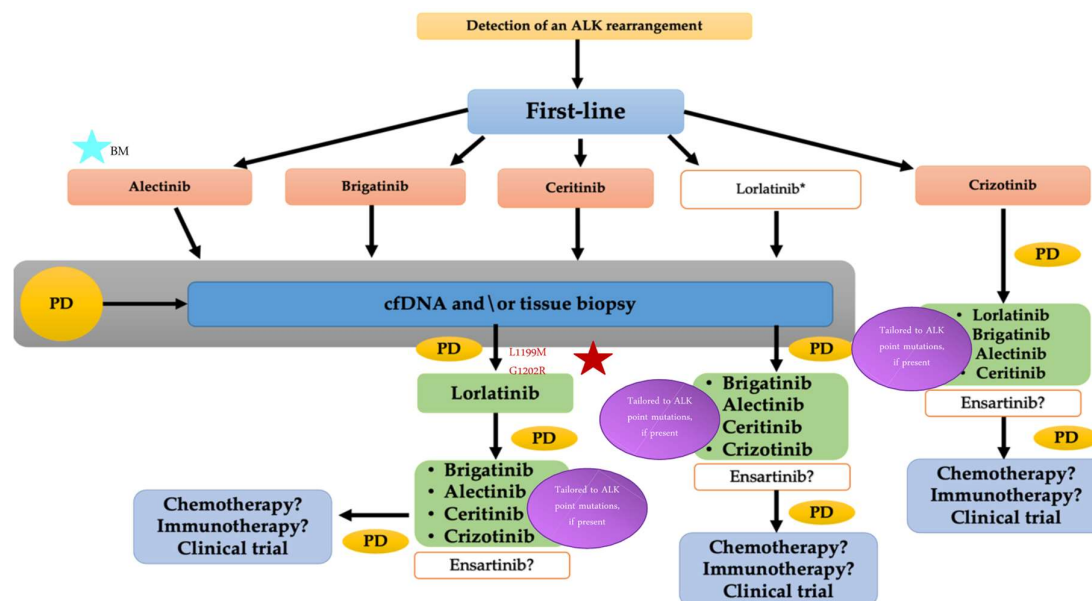 Detection of an ALK rearrangement
First-line
BM
Alectinib
Brigatinib
Ceritinib
Lorlatinib*
Crizotinib
PD
PD
cfDNA and \ or tissue biopsy
PD
L1199M
G1202R
PD
Tailored to ALK
point mutations,
if present
• Lorlatinib
Brigatinib
Alectinib
• Ceritinib
Ensartinib?
Lorlatinib
Tailored to ALK
point mutations,
if present
• Brigatinib
Alectinib
Ceritinib
• Crizotinib
Ensartinib?
PD
PD
PD
• Brigatinib
• Alectinib
• Ceritinib
• Crizotinib
Tailored to ALK
point mutations,
if present
Ensartinib?
Chemotherapy?
Immunotherapy?
Clinical trial
PD
Chemotherapy?
Immunotherapy?
Clinical trial
Chemotherapy?
Immunotherapy?
Clinical trial